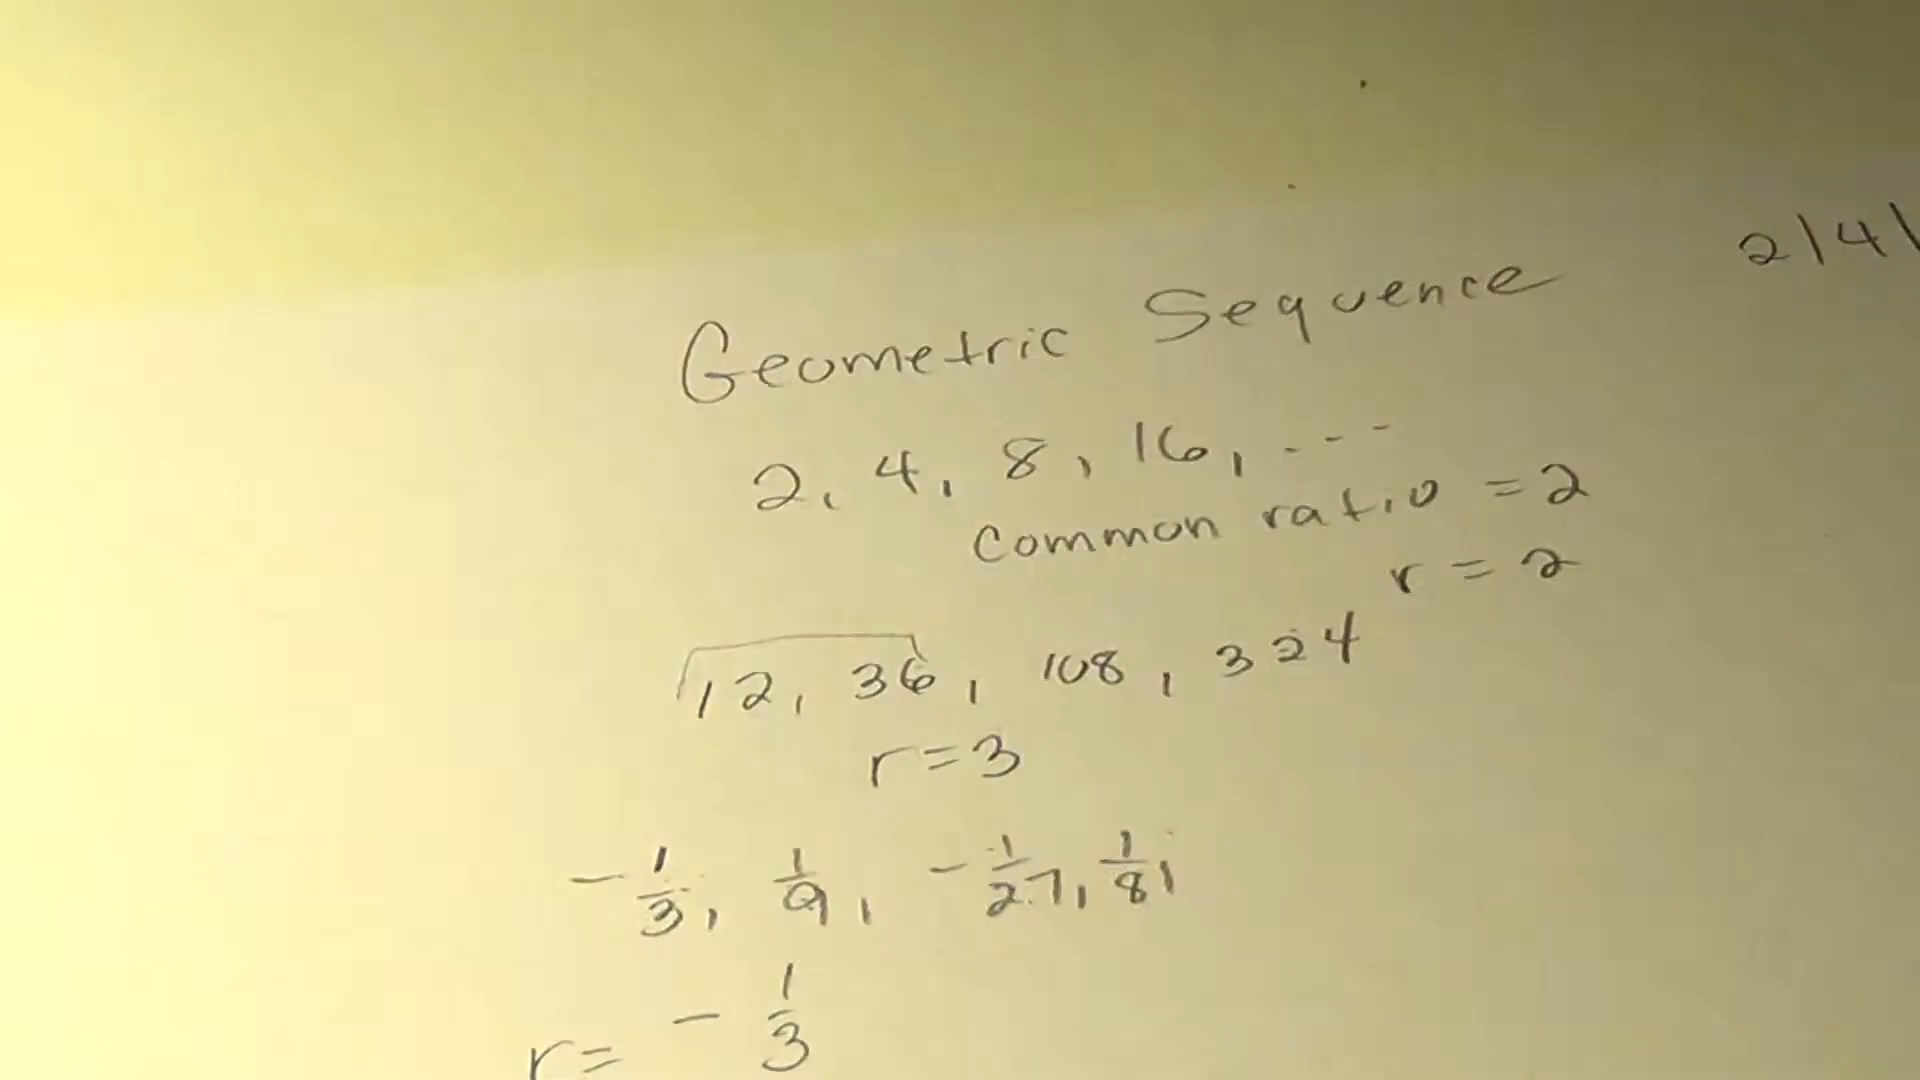 2/4/
Geometric Sequence
2, 4, 8, 16, ----
Common ratio = 2
r = 2
12, 36, 108, 324
r = 3
- 1/3, 1/9, - 1/27, 1/81
r = - 1/3